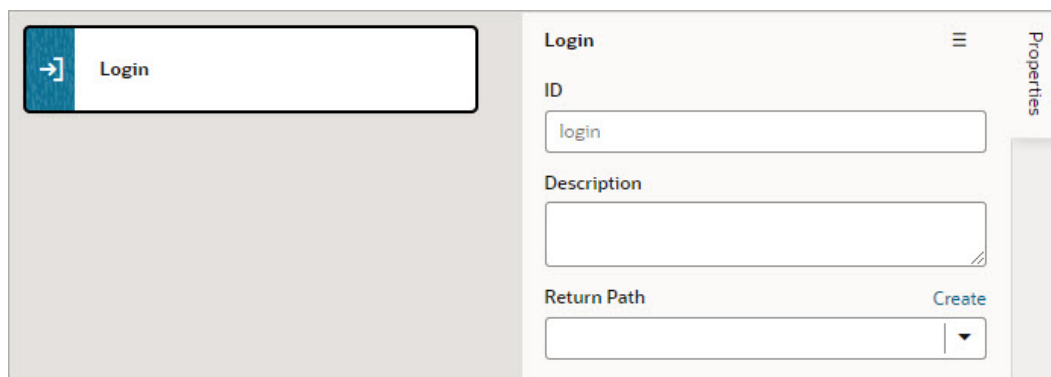 Login
Login
ID
login
Description
Return Path
Create
Properties